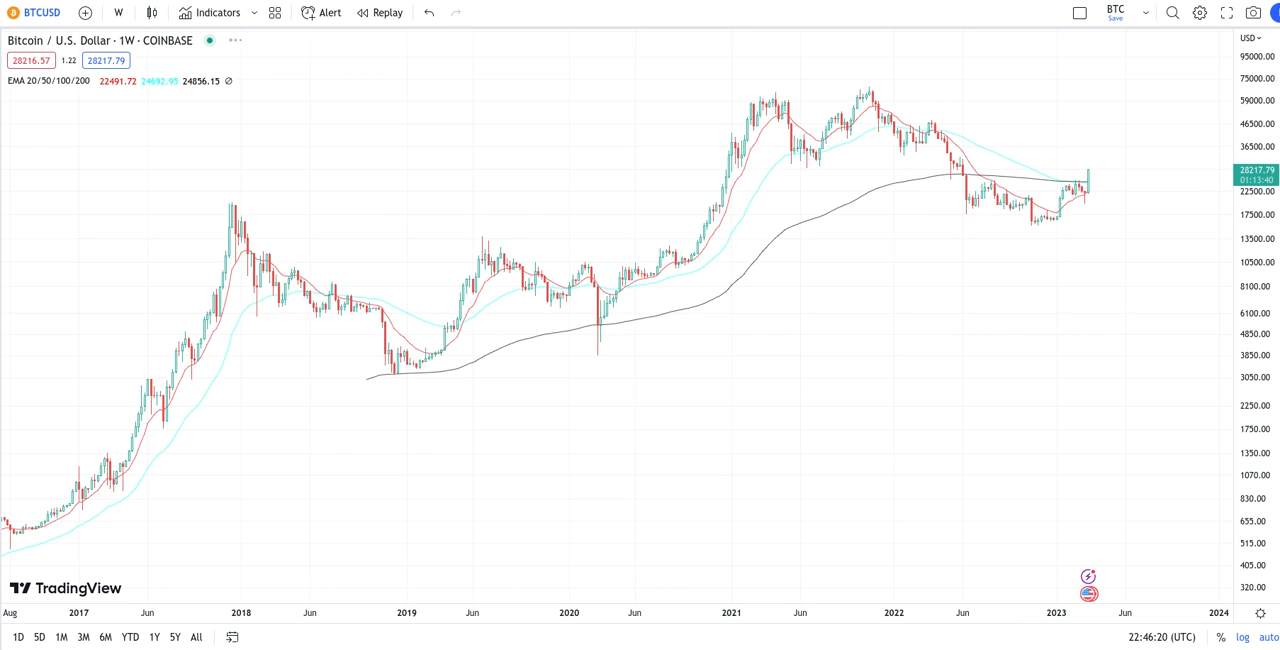 BTCUSD W Indicators Alert Replay BTC
Save
Bitcoin / U.S. Dollar · 1W · COINBASE
USD
28216.57 1.22 28217.79
EMA 20/50/100/200 22491.72 24692.95 24856.15 ∅
95000.00
75000.00
59000.00
46500.00
36500.00
28217.79
01:13:40
22500.00
17500.00
13500.00
10500.00
8100.00
6100.00
4850.00
3850.00
3050.00
2250.00
1750.00
1350.00
1070.00
830.00
655.00
515.00
405.00
320.00
TradingView
Aug 2017 Jun 2018 Jun 2019 Jun 2020 Jun 2021 Jun 2022 Jun 2023 Jun 2024
1D 5D 1M 3M 6M YTD 1Y 5Y All 22:46:20 (UTC) % log auto